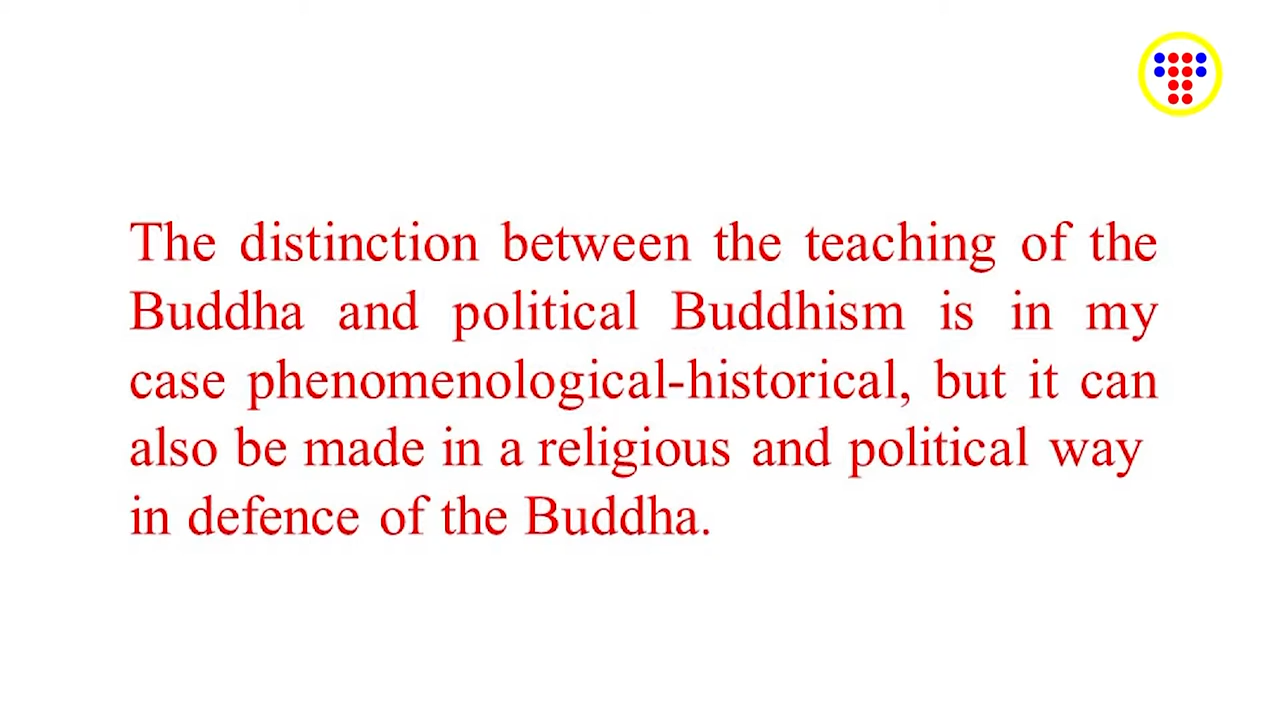 The distinction between the teaching of the
Buddha and political Buddhism is in my
case phenomenological-historical, but it can
also be made in a religious and political way
in defence of the Buddha.